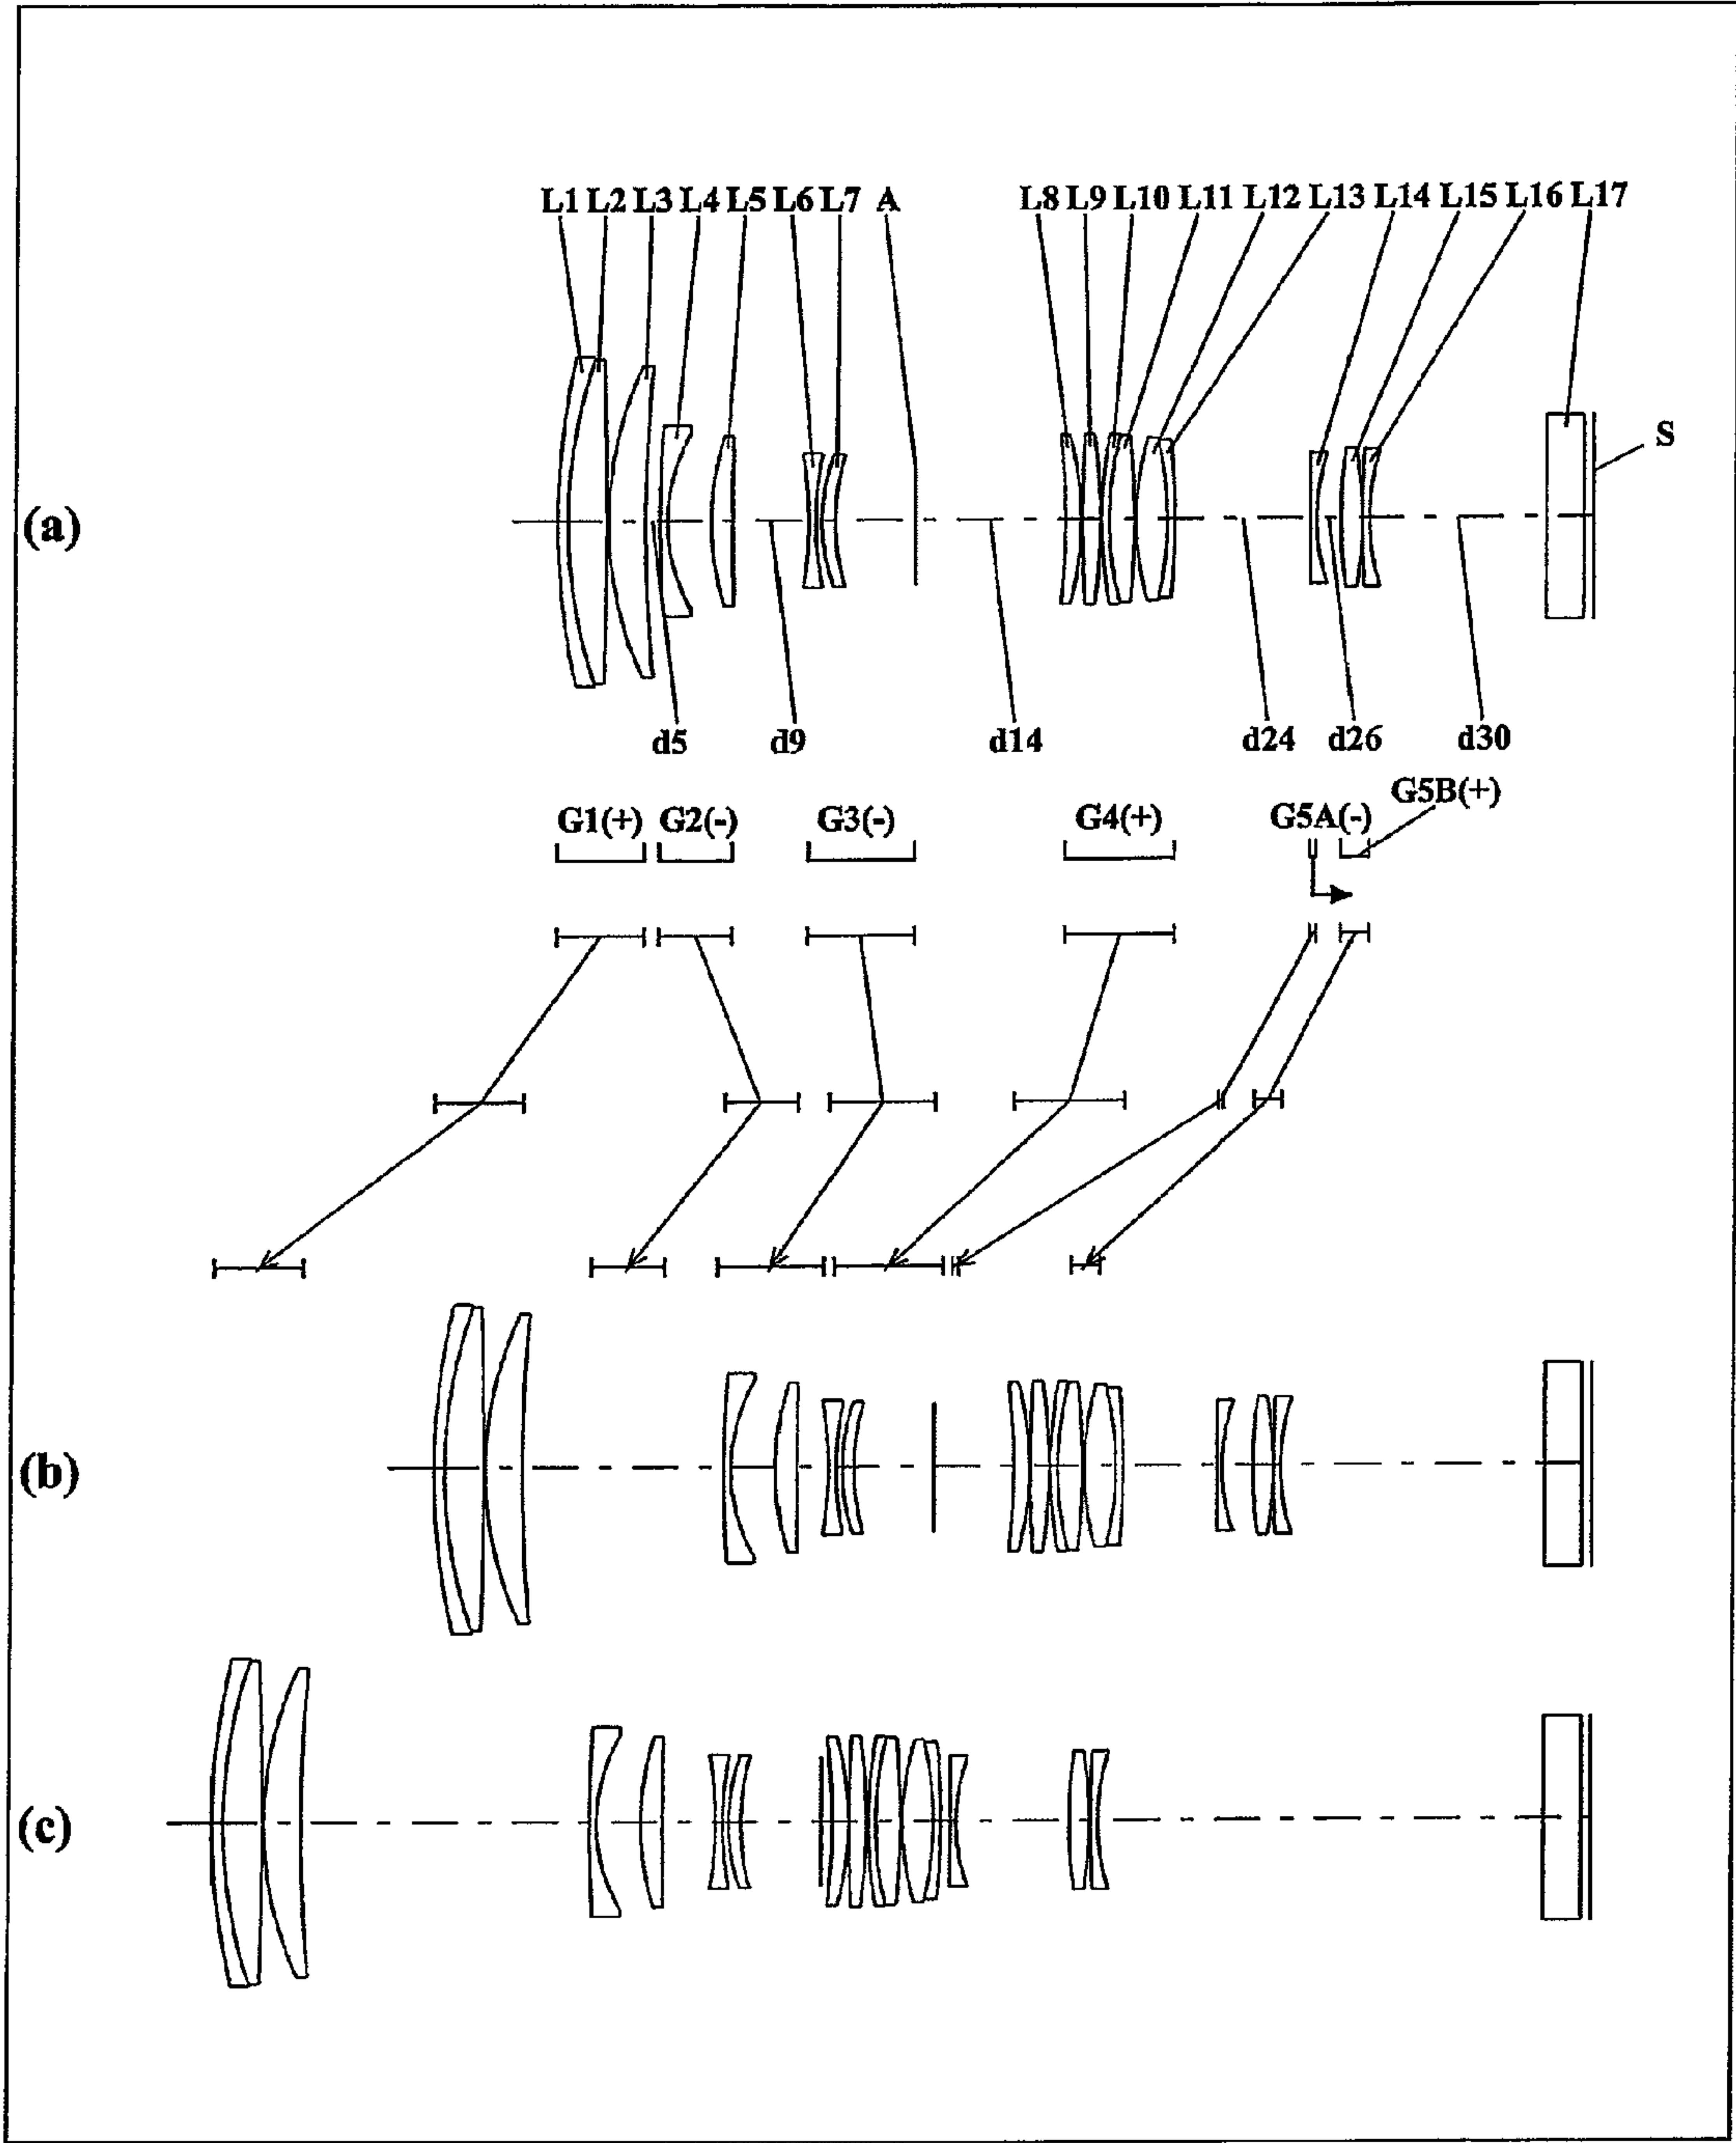 L1 L2 L3 L4 L5 L6 L7 A L8 L9 L10 L11 L12 L13 L14 L15 L16 L17
S
(a)
d5 d9 d14 d24 d26 d30
G5B(+)
G1(+) G2(-) G3(-) G4(+) G5A(-)
(b)
(c)